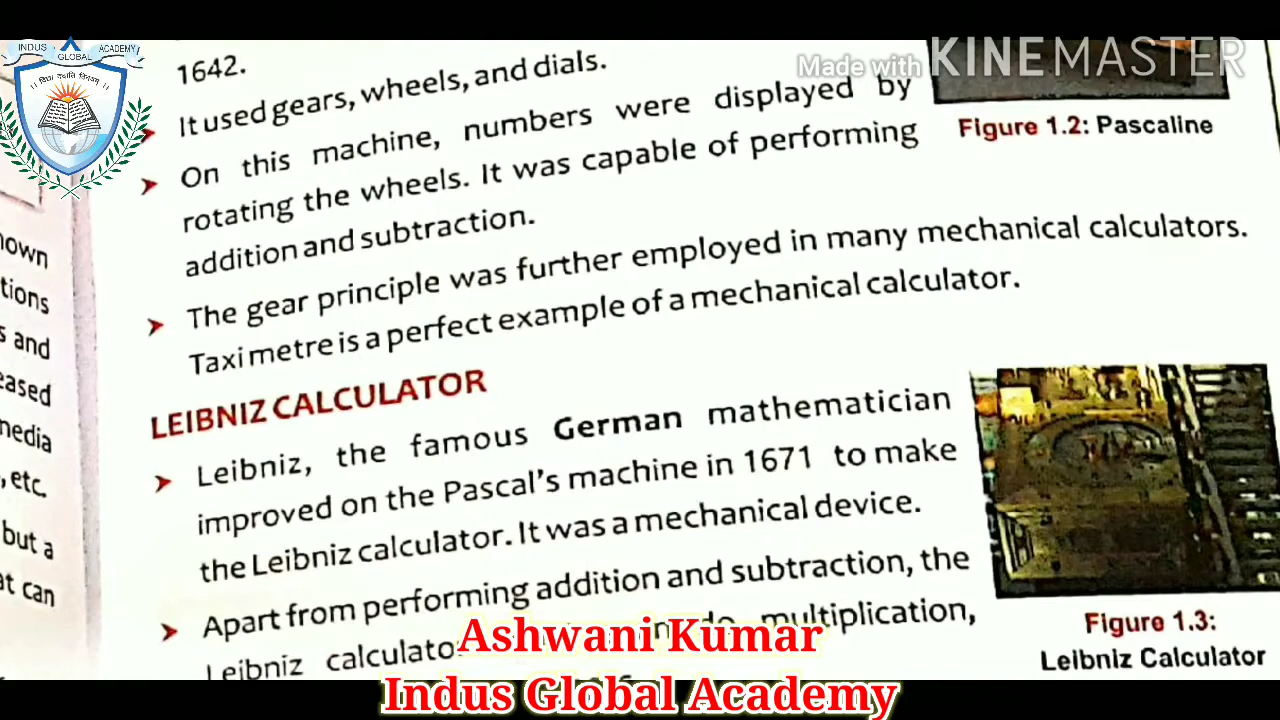 INDUS GLOBAL ACADEMY
Made with KINEMASTER
1642.
It used gears, wheels, and dials.
On this machine, numbers were displayed by
rotating the wheels. It was capable of performing
addition and subtraction.
Figure 1.2: Pascaline
The gear principle was further employed in many mechanical calculators.
Taxi metre is a perfect example of a mechanical calculator.
LEIBNIZ CALCULATOR
Leibniz, the famous German mathematician
improved on the Pascal's machine in 1671 to make
the Leibniz calculator. It was a mechanical device.
Apart from performing addition and subtraction, the
Leibniz multiplication,
Figure 1.3:
Leibniz Calculator
and
media
, etc.
but a
can
Ashwani Kumar
Indus Global Academy